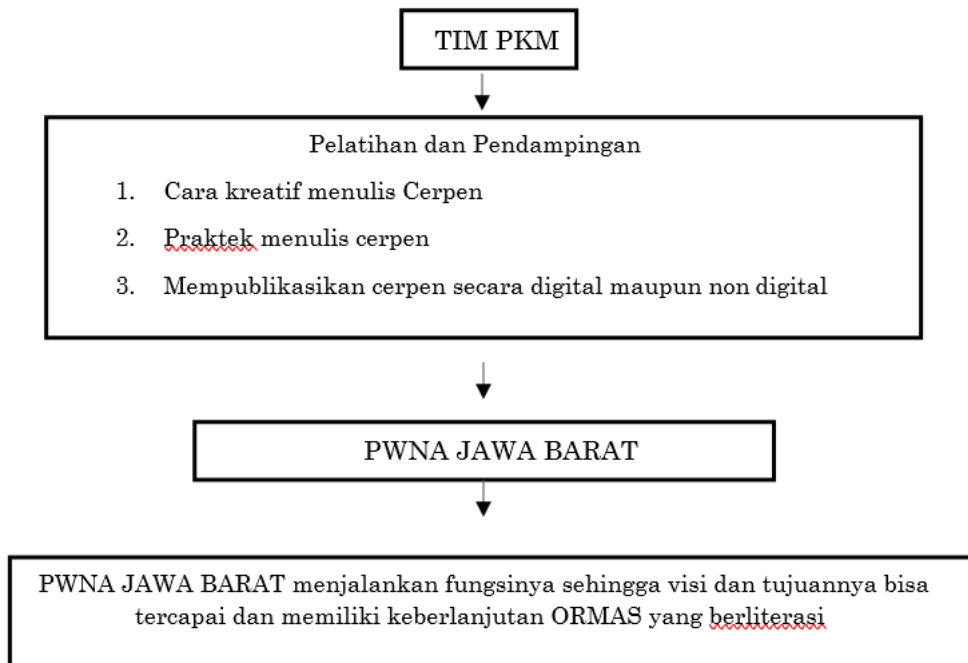 TIM PKM
Pelatihan dan Pendampingan
1. Cara kreatif menulis Cerpen
2. Praktek menulis cerpen
3. Mempublikasikan cerpen secara digital maupun non digital
PWNA JAWA BARAT
PWNA JAWA BARAT menjalankan fungsinya sehingga visi dan tujuannya bisa
tercapai dan memiliki keberlanjutan ORMAS yang berliterasi